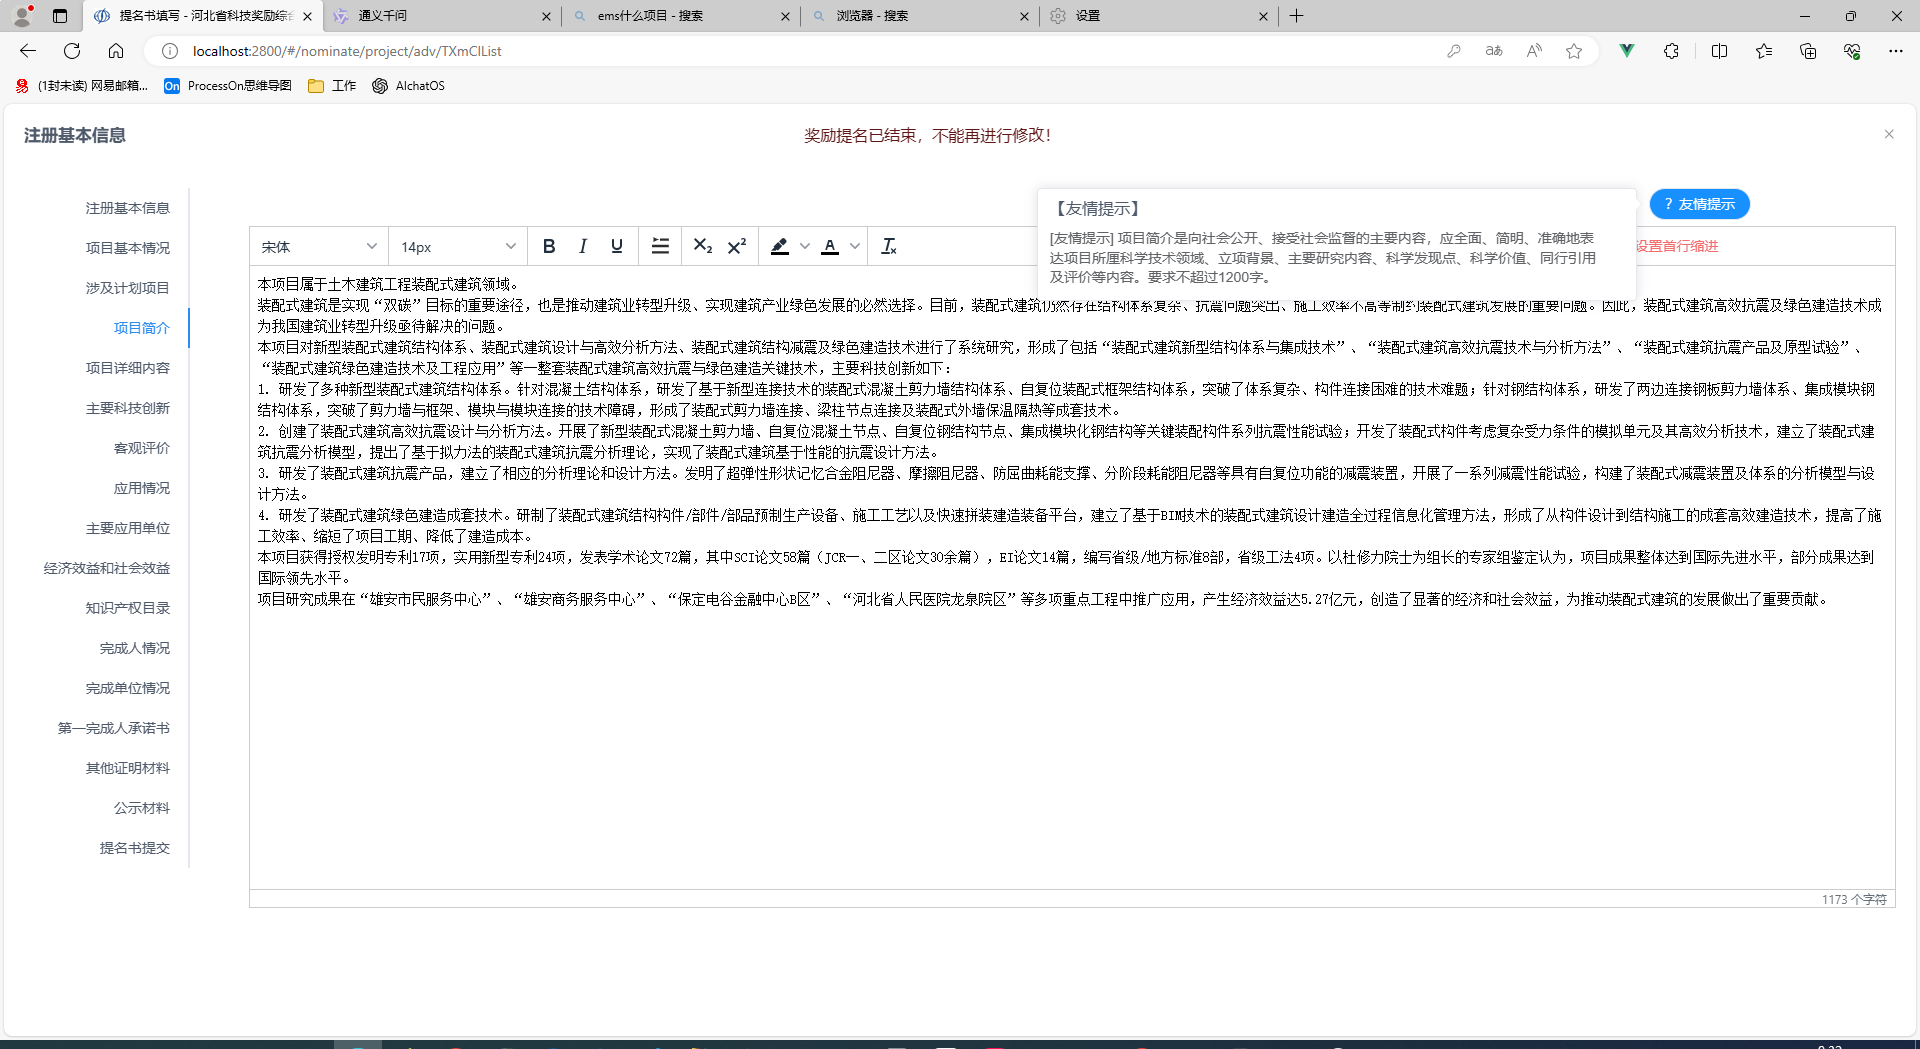 提名书填写 - 河北省科技奖励综合
通义千问
ems什么项目 - 搜索
浏览器 - 搜索
设置
localhost:2800/#/nominate/project/adv/TXmClList
(1封未读) 网易邮箱...
On ProcessOn思维导图
工作
AIchatOS
注册基本信息
奖励提名已结束，不能再进行修改！
? 友情提示
【友情提示】
[友情提示] 项目简介是向社会公开、接受社会监督的主要内容，应全面、简明、准确地表
达项目所厘科学技术领域、立项背景、主要研究内容、科学发现点、科学价值、同行引用
及评价等内容。要求不超过1200字。
设置首行缩进
宋体
14px
注册基本信息
项目基本情况
涉及计划项目
项目简介
项目详细内容
主要科技创新
客观评价
应用情况
主要应用单位
经济效益和社会效益
知识产权目录
完成人情况
完成单位情况
第一完成人承诺书
其他证明材料
公示材料
提名书提交
本项目属于土木建筑工程装配式建筑领域。
装配式建筑是实现“双碳”目标的重要途径，也是推动建筑业转型升级、实现建筑产业绿色发展的必然选择。目前，装配式建筑仍然存在结构体系复杂、抗震问题突出、施工效率不高等制约装配式建筑发展的重要问题。因此，装配式建筑高效抗震及绿色建造技术成
为我国建筑业转型升级亟待解决的问题。
本项目对新型装配式建筑结构体系、装配式建筑设计与高效分析方法、装配式建筑结构减震及绿色建造技术进行了系统研究，形成了包括“装配式建筑新型结构体系与集成技术”、“装配式建筑高效抗震技术与分析方法”、“装配式建筑抗震产品及原型试验”、
“装配式建筑绿色建造技术及工程应用”等一整套装配式建筑高效抗震与绿色建造关键技术，主要科技创新如下：
1. 研发了多种新型装配式建筑结构体系。针对混凝土结构体系，研发了基于新型连接技术的装配式混凝土剪力墙结构体系、自复位装配式框架结构体系，突破了体系复杂、构件连接困难的技术难题；针对钢结构体系，研发了两边连接钢板剪力墙体系、集成模块钢
结构体系，突破了剪力墙与框架、模块与模块连接的技术障碍，形成了装配式剪力墙连接、梁柱节点连接及装配式外墙保温隔热等成套技术。
2. 创建了装配式建筑高效抗震设计与分析方法。开展了新型装配式混凝土剪力墙、自复位混凝土节点、自复位钢结构节点、集成模块化钢结构等关键装配构件系列抗震性能试验；开发了装配式构件考虑复杂受力条件的模拟单元及其高效分析技术，建立了装配式建
筑抗震分析模型，提出了基于拟力法的装配式建筑抗震分析理论，实现了装配式建筑基于性能的抗震设计方法。
3. 研发了装配式建筑抗震产品，建立了相应的分析理论和设计方法。发明了超弹性形状记忆合金阻尼器、摩擦阻尼器、防屈曲耗能支撑、分阶段耗能阻尼器等具有自复位功能的减震装置，开展了一系列减震性能试验，构建了装配式减震装置及体系的分析模型与设
计方法。
4. 研发了装配式建筑绿色建造成套技术。研制了装配式建筑结构构件/部件/部品预制生产设备、施工工艺以及快速拼装建造装备平台，建立了基于BIM技术的装配式建筑设计建造全过程信息化管理方法，形成了从构件设计到结构施工的成套高效建造技术，提高了施
工效率、缩短了项目工期、降低了建造成本。
本项目获得授权发明专利17项，实用新型专利24项，发表学术论文72篇，其中SCI论文58篇（JCR一、二区论文30余篇），EI论文14篇，编写省级/地方标准8部，省级工法4项。以杜修力院士为组长的专家组鉴定认为，项目成果整体达到国际先进水平，部分成果达到
国际领先水平。
项目研究成果在“雄安市民服务中心”、“雄安商务服务中心”、“保定电谷金融中心B区”、“河北省人民医院龙泉院区”等多项重点工程中推广应用，产生经济效益达5.27亿元，创造了显著的经济和社会效益，为推动装配式建筑的发展做出了重要贡献。
1173 个字符